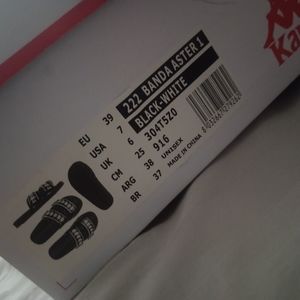 Ka
222 BANDA ASTER 1
BLACK-WHITE
304T5Z0
916
UNISEX
MADE IN CHINA
EU 39
USA 7
UK 6
CM 25
ARG 38
BR 37